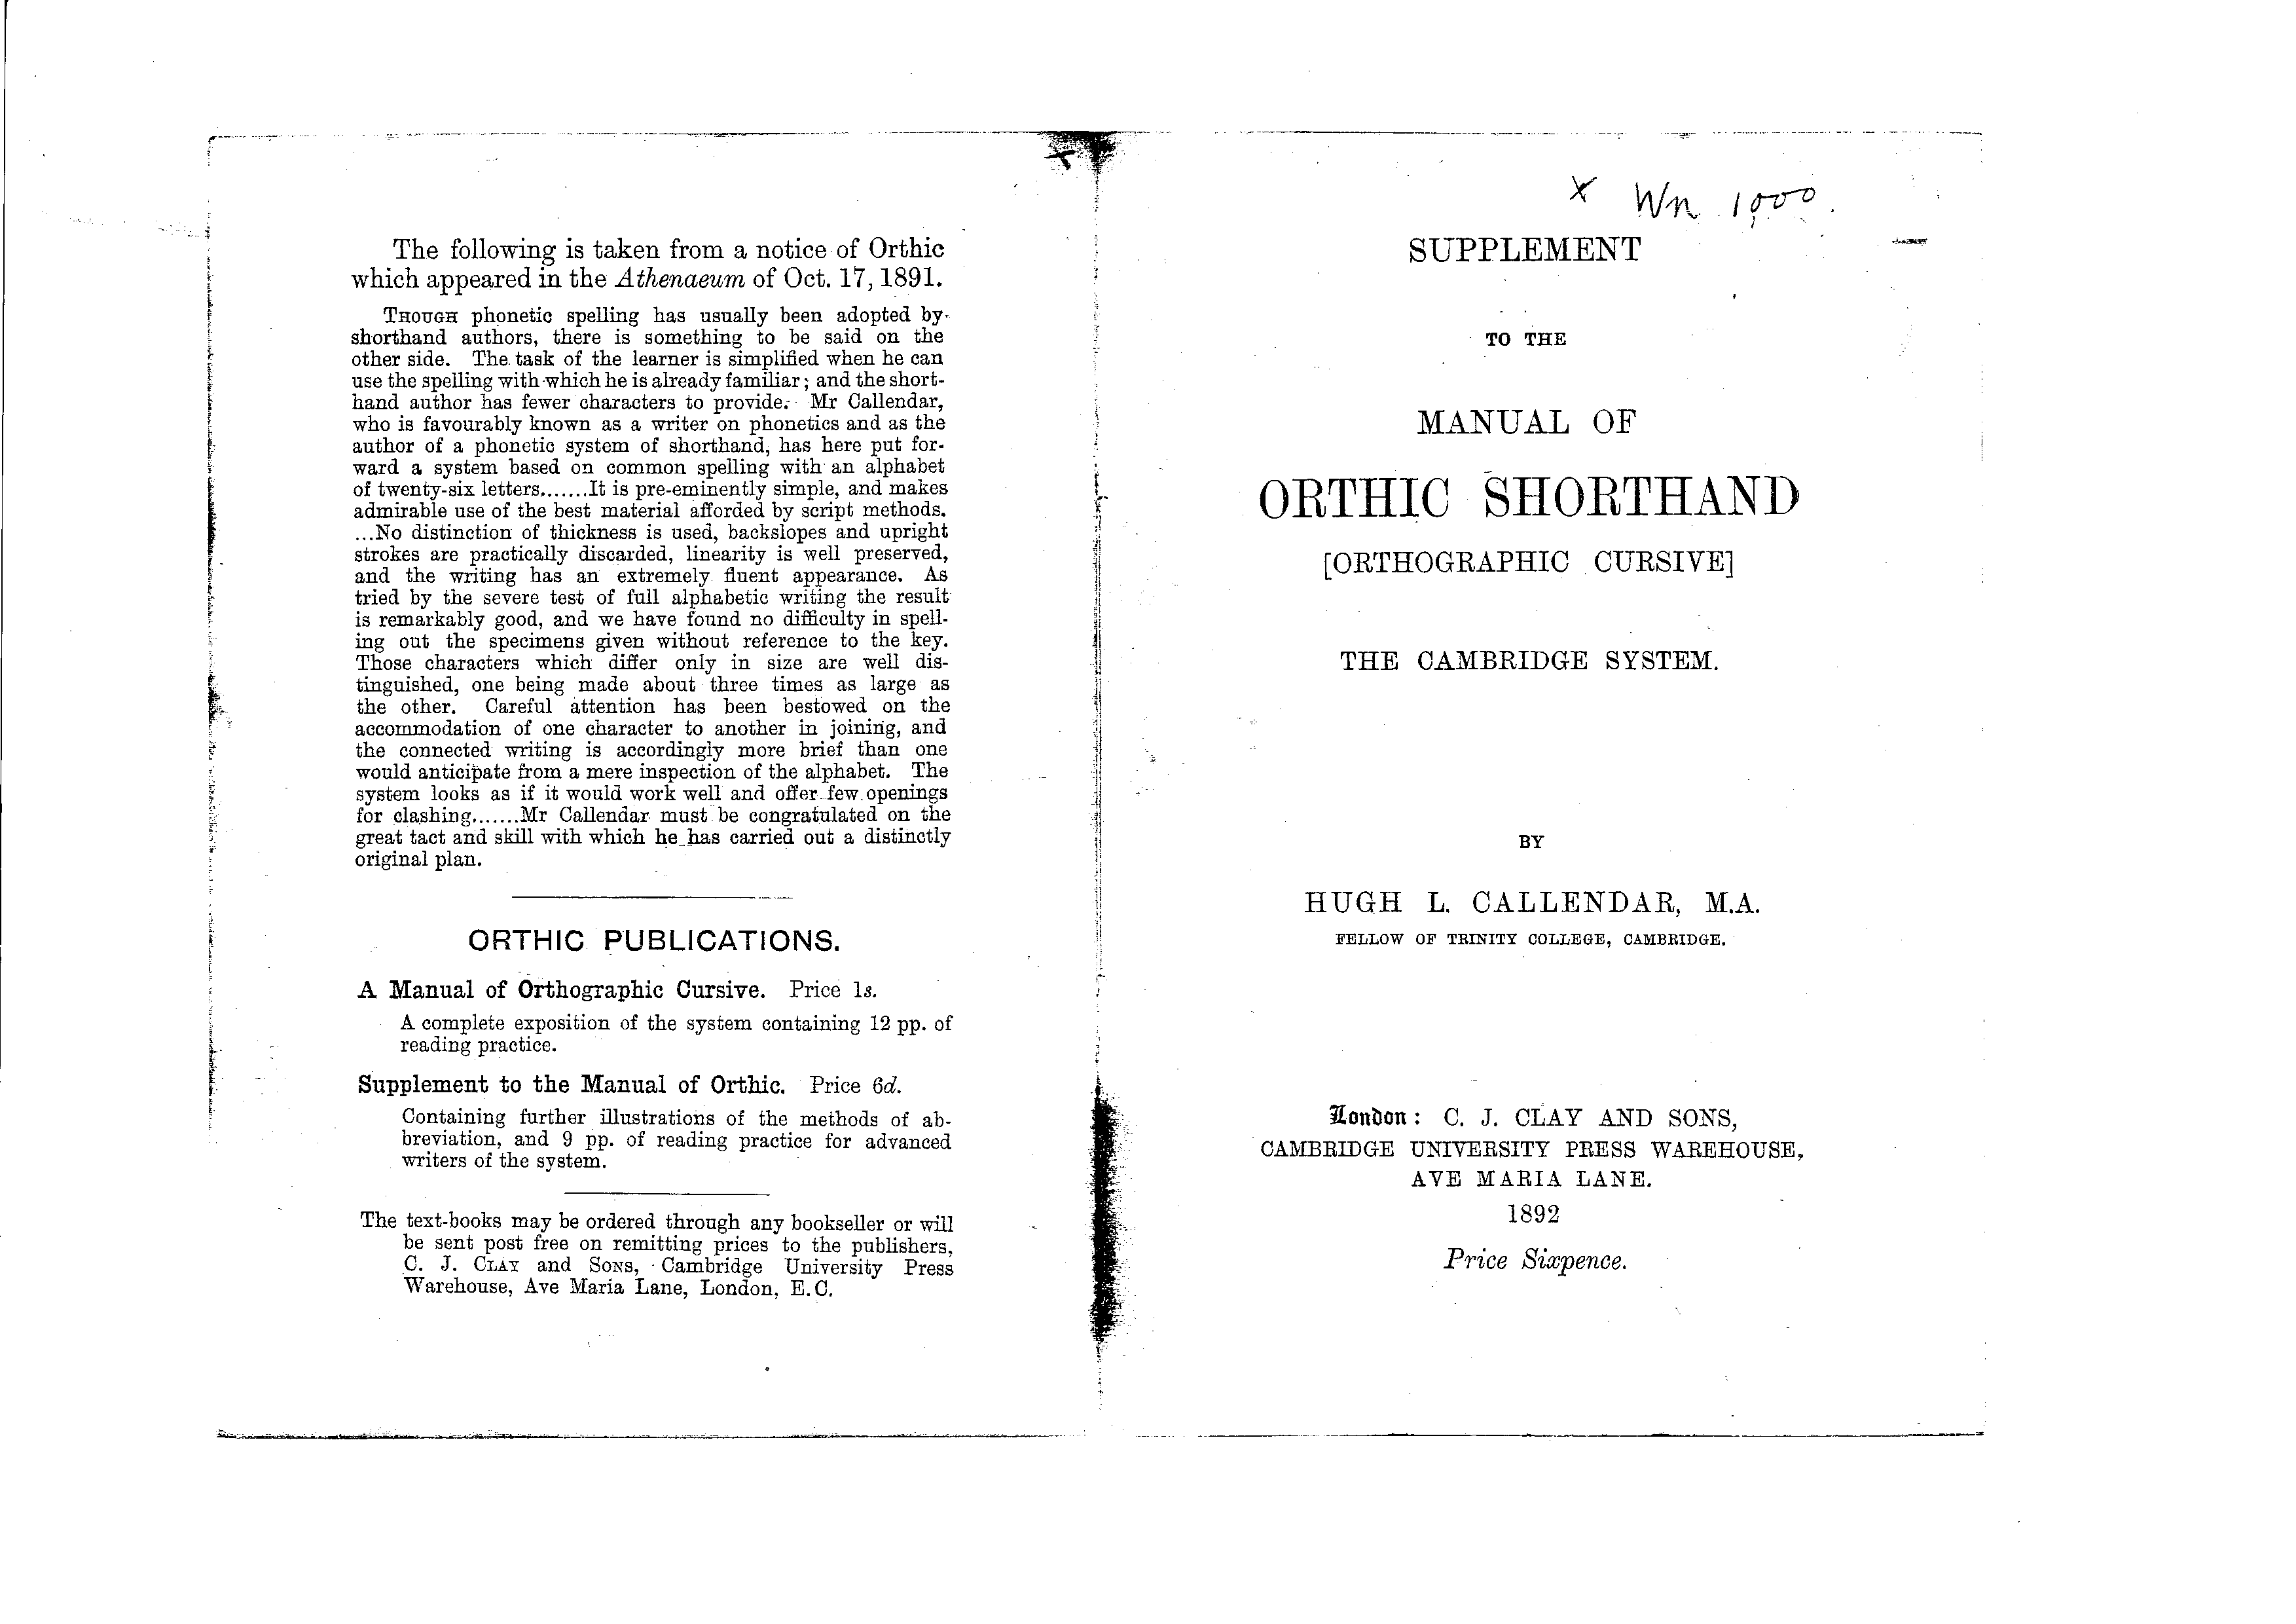 The following is taken from a notice of Orthic
which appeared in the Athenaeum of Oct. 17, 1891.
THOUGH phonetic spelling has usually been adopted by
shorthand authors, there is something to be said on the
other side. The task of the learner is simplified when he can
use the spelling with which he is already familiar; and the short-
hand author has fewer characters to provide. Mr Callendar,
who is favourably known as a writer on phonetics and as the
author of a phonetic system of shorthand, has here put for-
ward a system based on common spelling with an alphabet
of twenty-six letters.......It is pre-eminently simple, and makes
admirable use of the best material afforded by script methods.
...No distinction of thickness is used, backslopes and upright
strokes are practically discarded, linearity is well preserved,
and the writing has an extremely fluent appearance. As
tried by the severe test of full alphabetic writing the result
is remarkably good, and we have found no difficulty in spell-
ing out the specimens given without reference to the key.
Those characters which differ only in size are well dis-
tinguished, one being made about three times as large as
the other. Careful attention has been bestowed on the
accommodation of one character to another in joining, and
the connected writing is accordingly more brief than one
would anticipate from a mere inspection of the alphabet. The
system looks as if it would work well and offer few openings
for clashing.......Mr Callendar must be congratulated on the
great tact and skill with which he has carried out a distinctly
original plan.
ORTHIC PUBLICATIONS.
A Manual of Orthographic Cursive. Price 1s.
A complete exposition of the system containing 12 pp. of
reading practice.
Supplement to the Manual of Orthic. Price 6d.
Containing further illustrations of the methods of ab-
breviation, and 9 pp. of reading practice for advanced
writers of the system.
The text-books may be ordered through any bookseller or will
be sent post free on remitting prices to the publishers,
C. J. CLAY and SONS, Cambridge University Press
Warehouse, Ave Maria Lane, London, E.C.
x Wn 1000.
SUPPLEMENT
TO THE
MANUAL OF
ORTHIC SHORTHAND
[ORTHOGRAPHIC CURSIVE]
THE CAMBRIDGE SYSTEM.
BY
HUGH L. CALLENDAR, M.A.
FELLOW OF TRINITY COLLEGE, CAMBRIDGE.
London: C. J. CLAY AND SONS,
CAMBRIDGE UNIVERSITY PRESS WAREHOUSE,
AVE MARIA LANE.
1892
Price Sixpence.